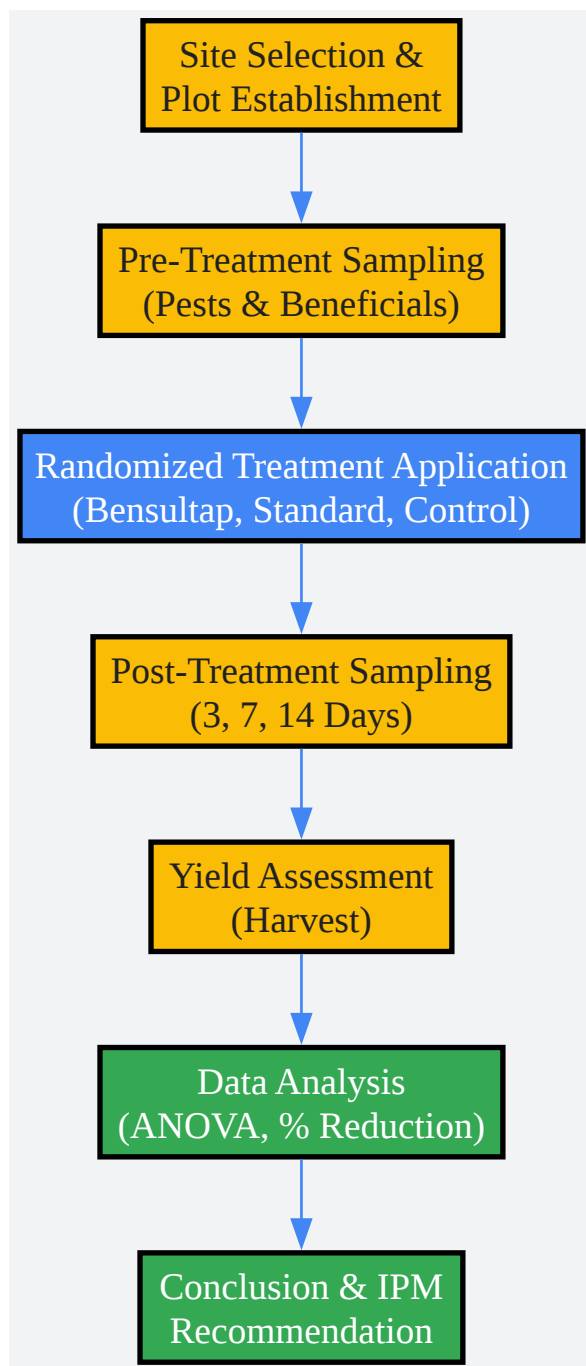 Site Selection &
Plot Establishment
Pre-Treatment Sampling
(Pests & Beneficials)
Randomized Treatment Application
(Bensultap, Standard, Control)
Post-Treatment Sampling
(3, 7, 14 Days)
Yield Assessment
(Harvest)
Data Analysis
(ANOVA, % Reduction)
Conclusion & IPM
Recommendation